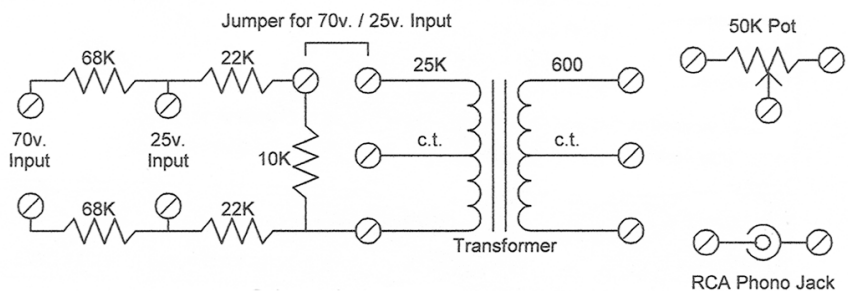 Jumper for 70v. / 25v. Input
50K Pot
68K
22K
25K
600
70v.
Input
25v.
Input
10K
c.t.
c.t.
68K
22K
Transformer
RCA Phono Jack